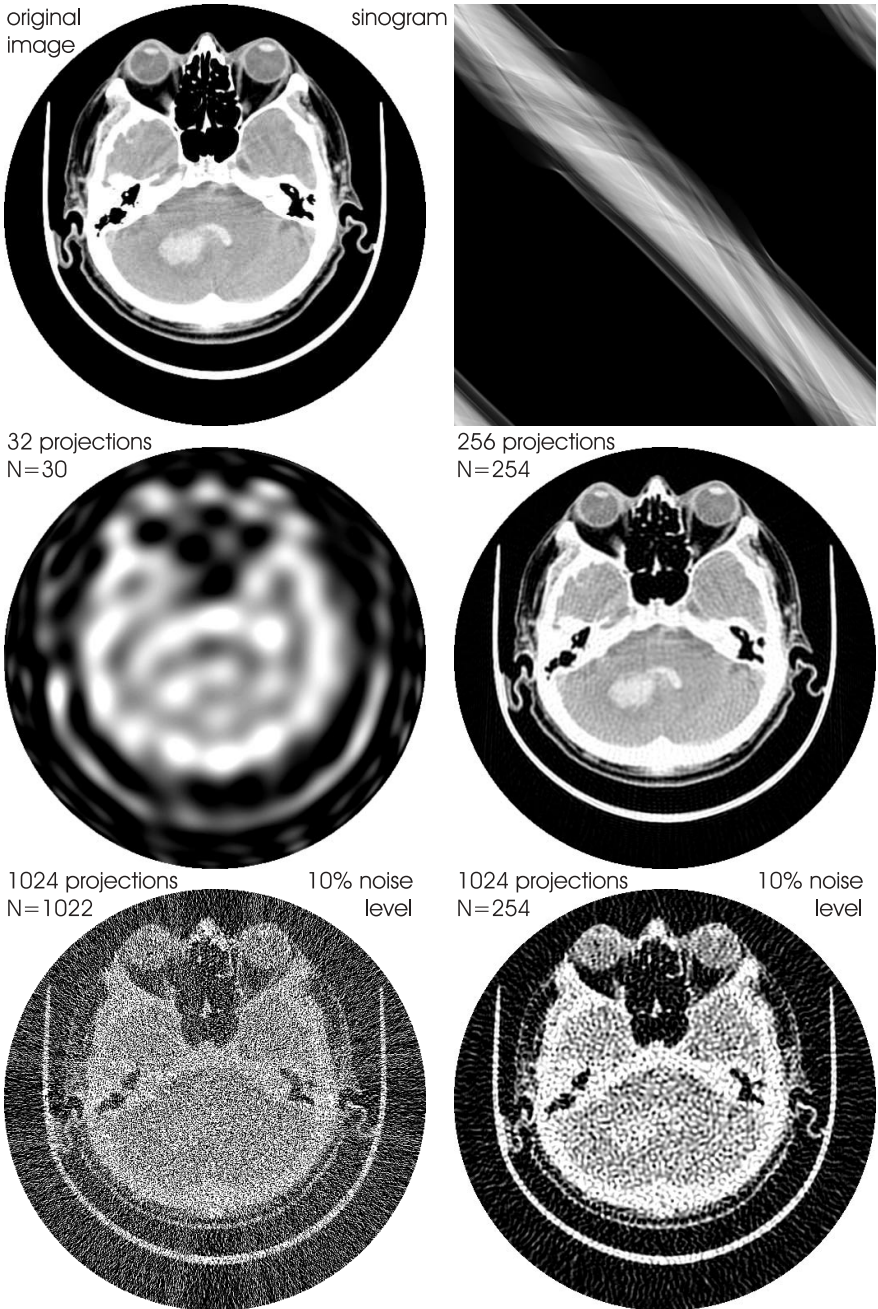 original
image
sinogram
32 projections
N=30
256 projections
N=254
1024 projections
N=1022
10% noise
level
1024 projections
N=254
10% noise
level